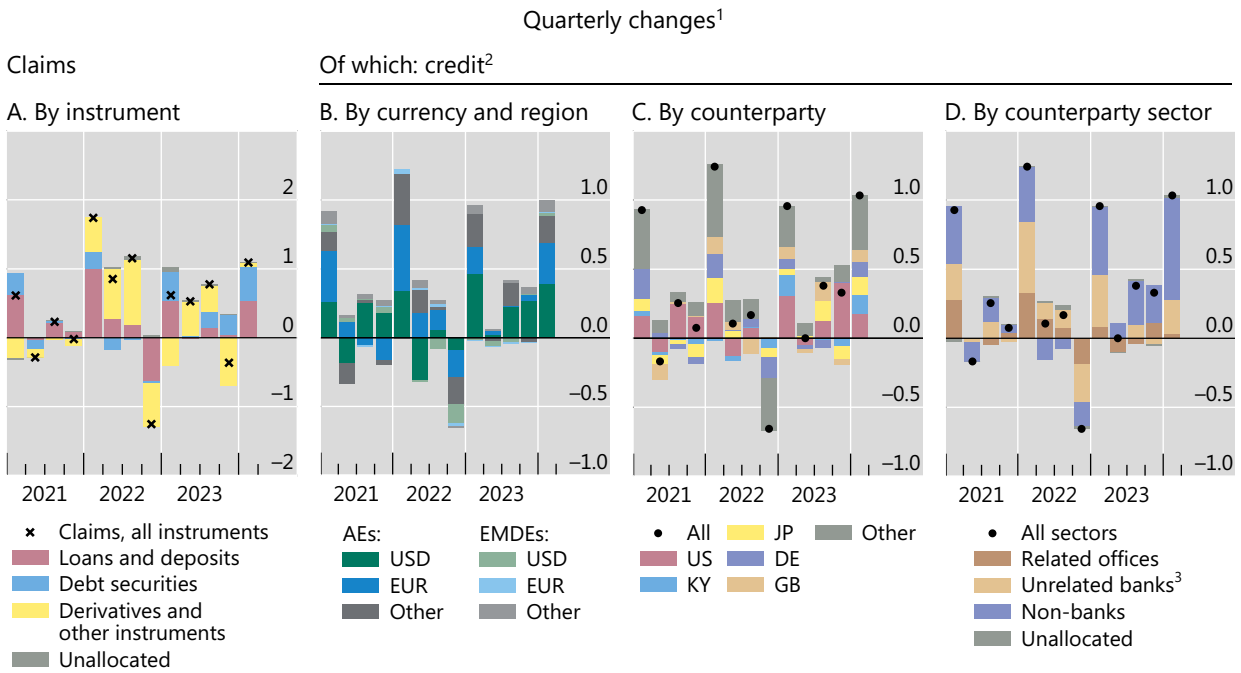 Quarterly changes¹
Claims
Of which: credit²
A. By instrument
2
1
0
–1
–2
2021 2022 2023
Claims, all instruments
Loans and deposits
Debt securities
Derivatives and
other instruments
Unallocated
B. By currency and region
1.0
0.5
0.0
–0.5
–1.0
2021 2022 2023
AEs: EMDEs:
USD USD
EUR EUR
Other Other
C. By counterparty
1.0
0.5
0.0
–0.5
–1.0
2021 2022 2023
All JP Other
US DE
KY GB
D. By counterparty sector
1.0
0.5
0.0
–0.5
–1.0
2021 2022 2023
All sectors
Related offices
Unrelated banks³
Non-banks
Unallocated